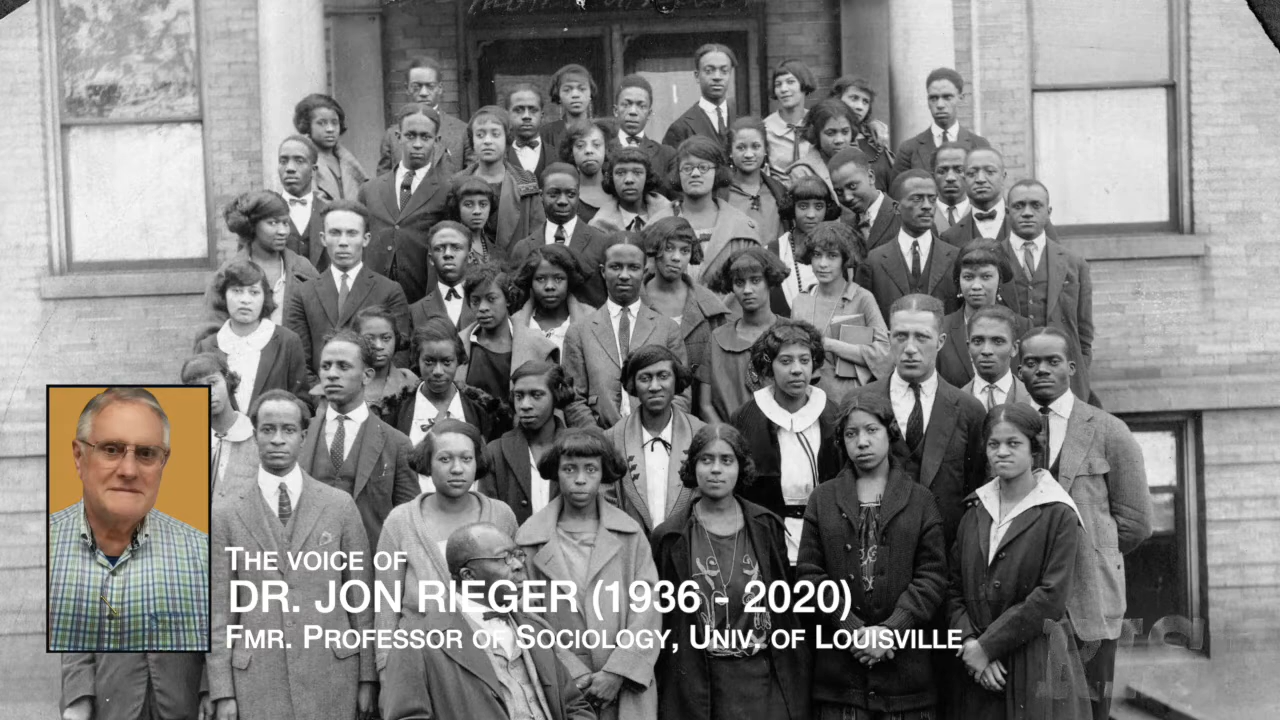 THE VOICE OF
DR. JON RIEGER (1936 - 2020)
FMR. PROFESSOR OF SOCIOLOGY, UNIV. OF LOUISVILLE